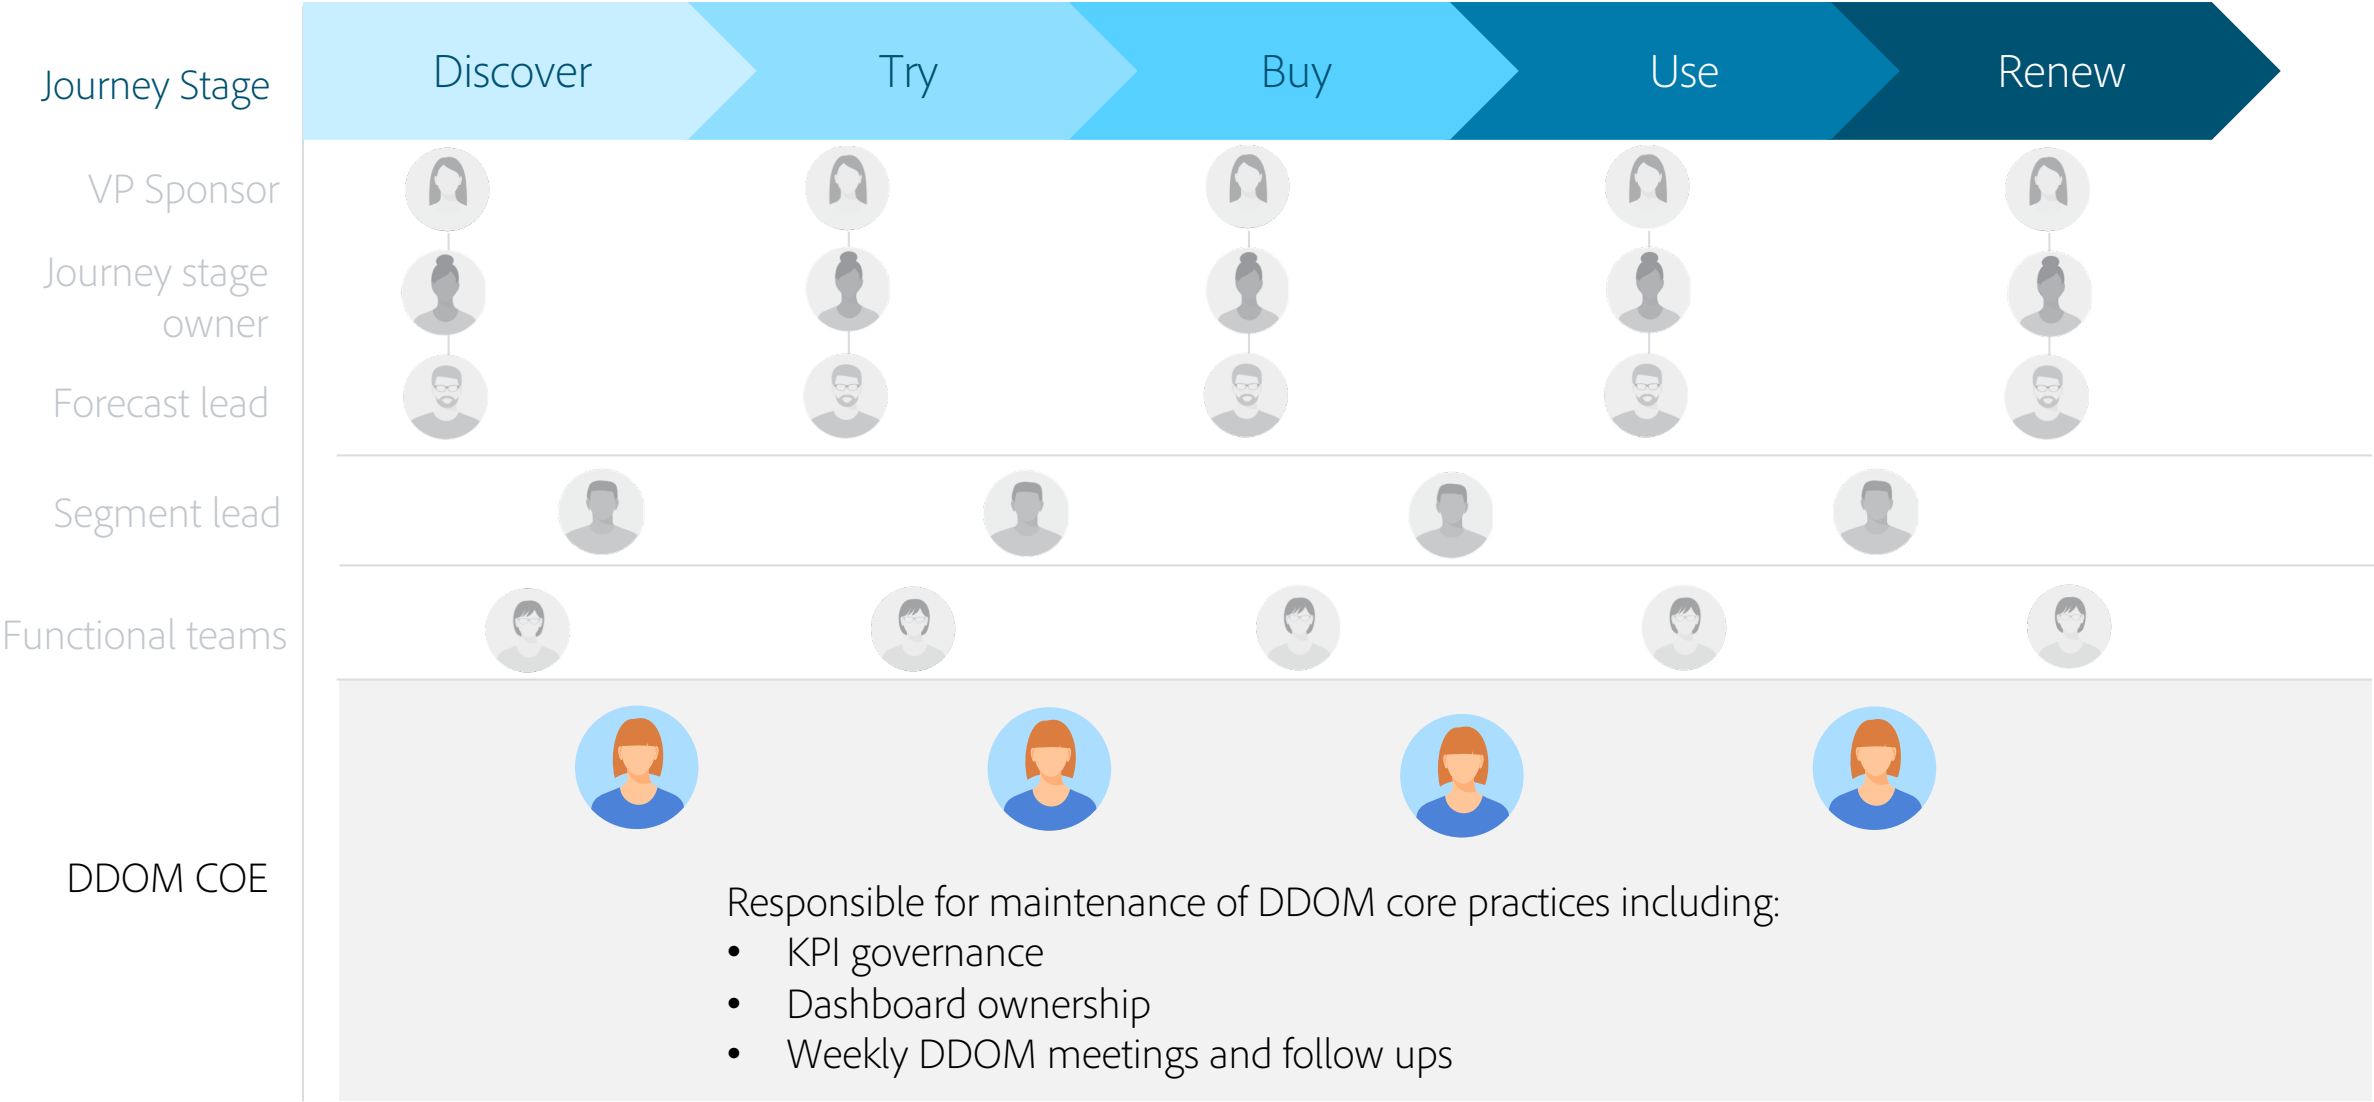 Journey Stage
Discover
Try
Buy
Use
Renew
VP Sponsor
Journey stage
owner
Forecast lead
Segment lead
Functional teams
DDOM COE
Responsible for maintenance of DDOM core practices including:
• KPI governance
• Dashboard ownership
• Weekly DDOM meetings and follow ups